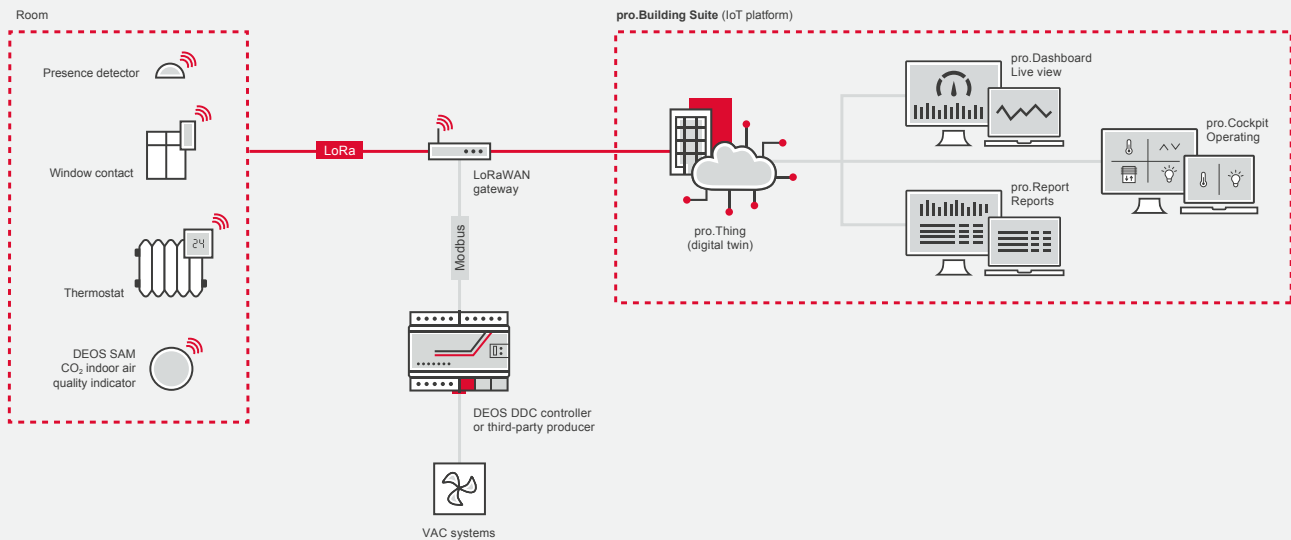 Room
Presence detector
Window contact
Thermostat
24
DEOS SAM
CO₂ indoor air
quality indicator
LoRa
LoRaWAN
gateway
Modbus
DEOS DDC controller
or third-party producer
VAC systems
pro.Building Suite (IoT platform)
pro.Thing
(digital twin)
pro.Dashboard
Live view
pro.Report
Reports
pro.Cockpit
Operating